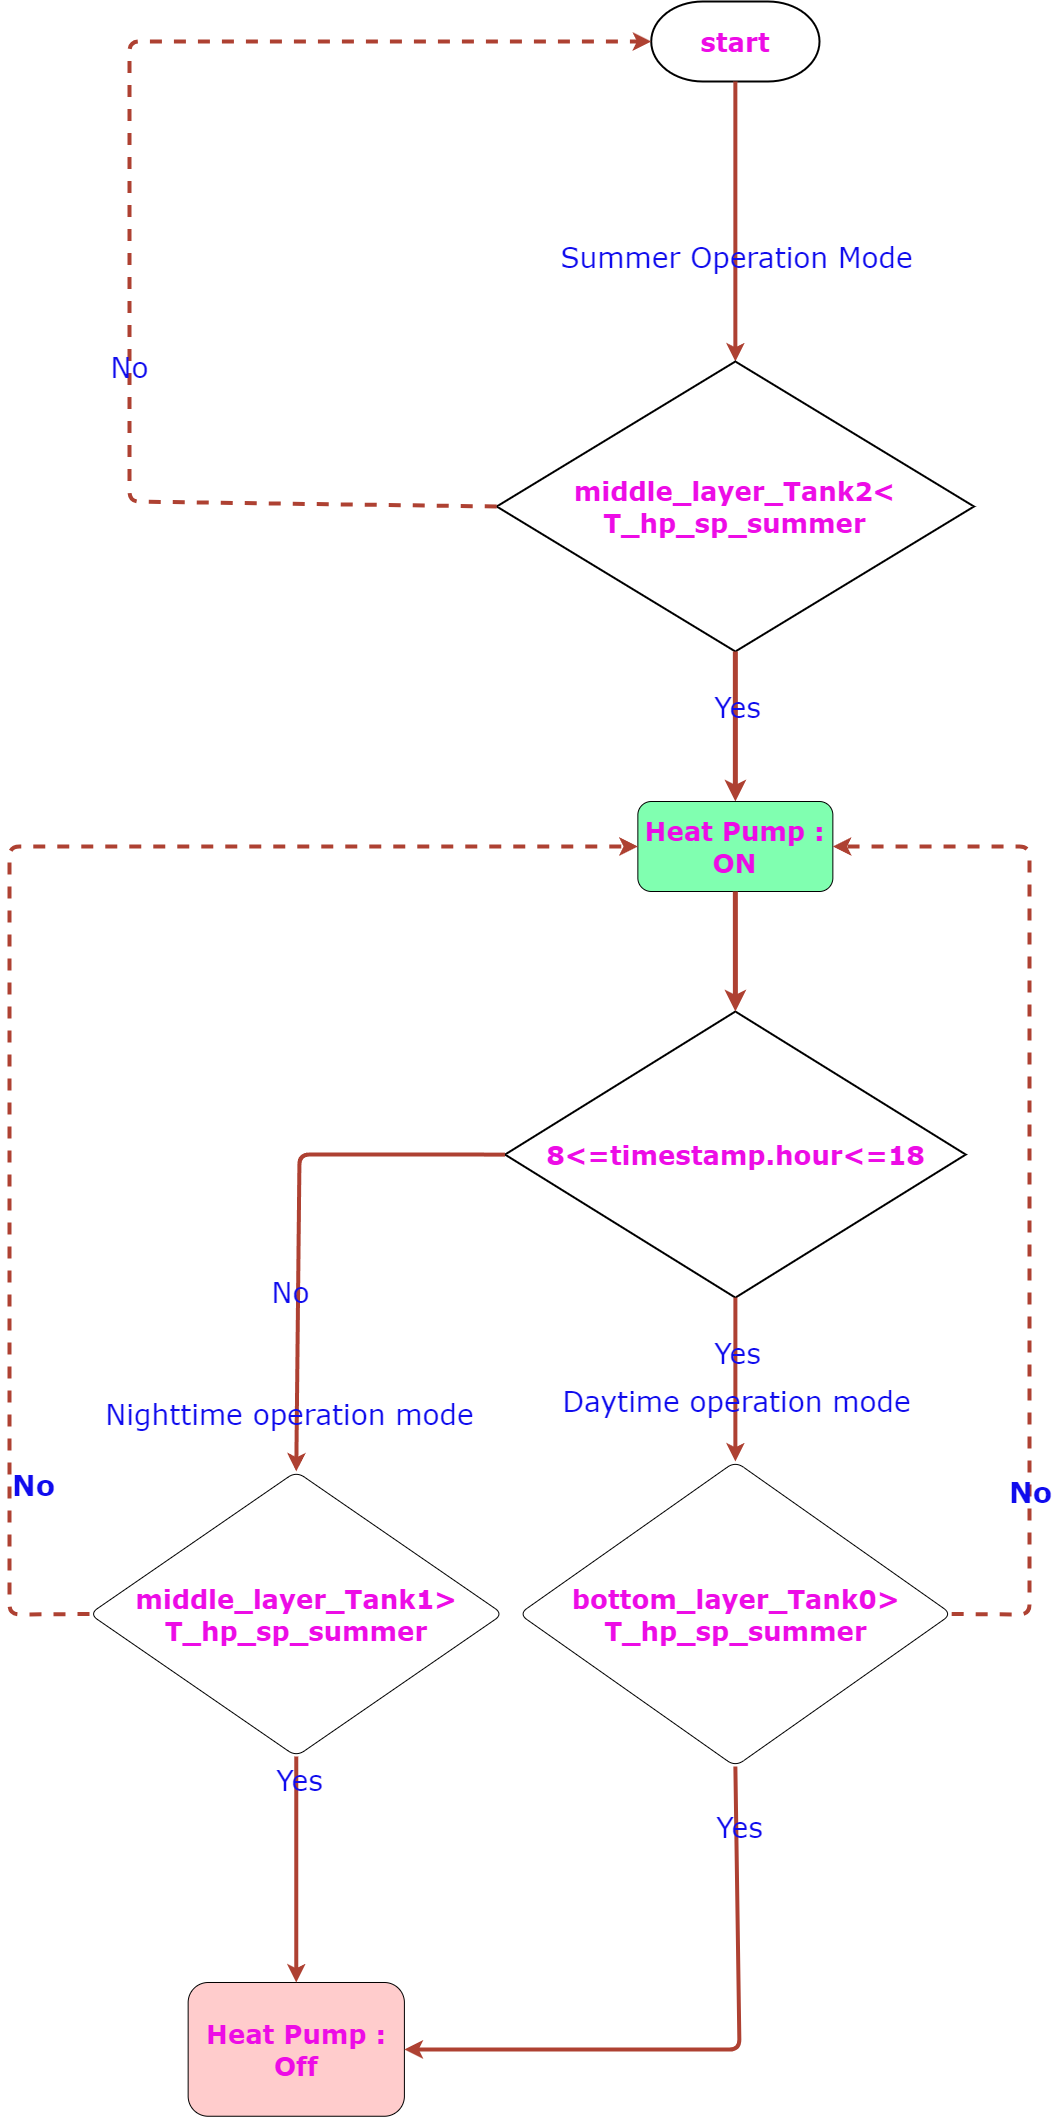 start
Summer Operation Mode
No
middle_layer_Tank2<
T_hp_sp_summer
Yes
Heat Pump :
ON
8<=timestamp.hour<=18
No
Yes
Nighttime operation mode
Daytime operation mode
No
No
middle_layer_Tank1>
T_hp_sp_summer
bottom_layer_Tank0>
T_hp_sp_summer
Yes
Yes
Heat Pump :
Off